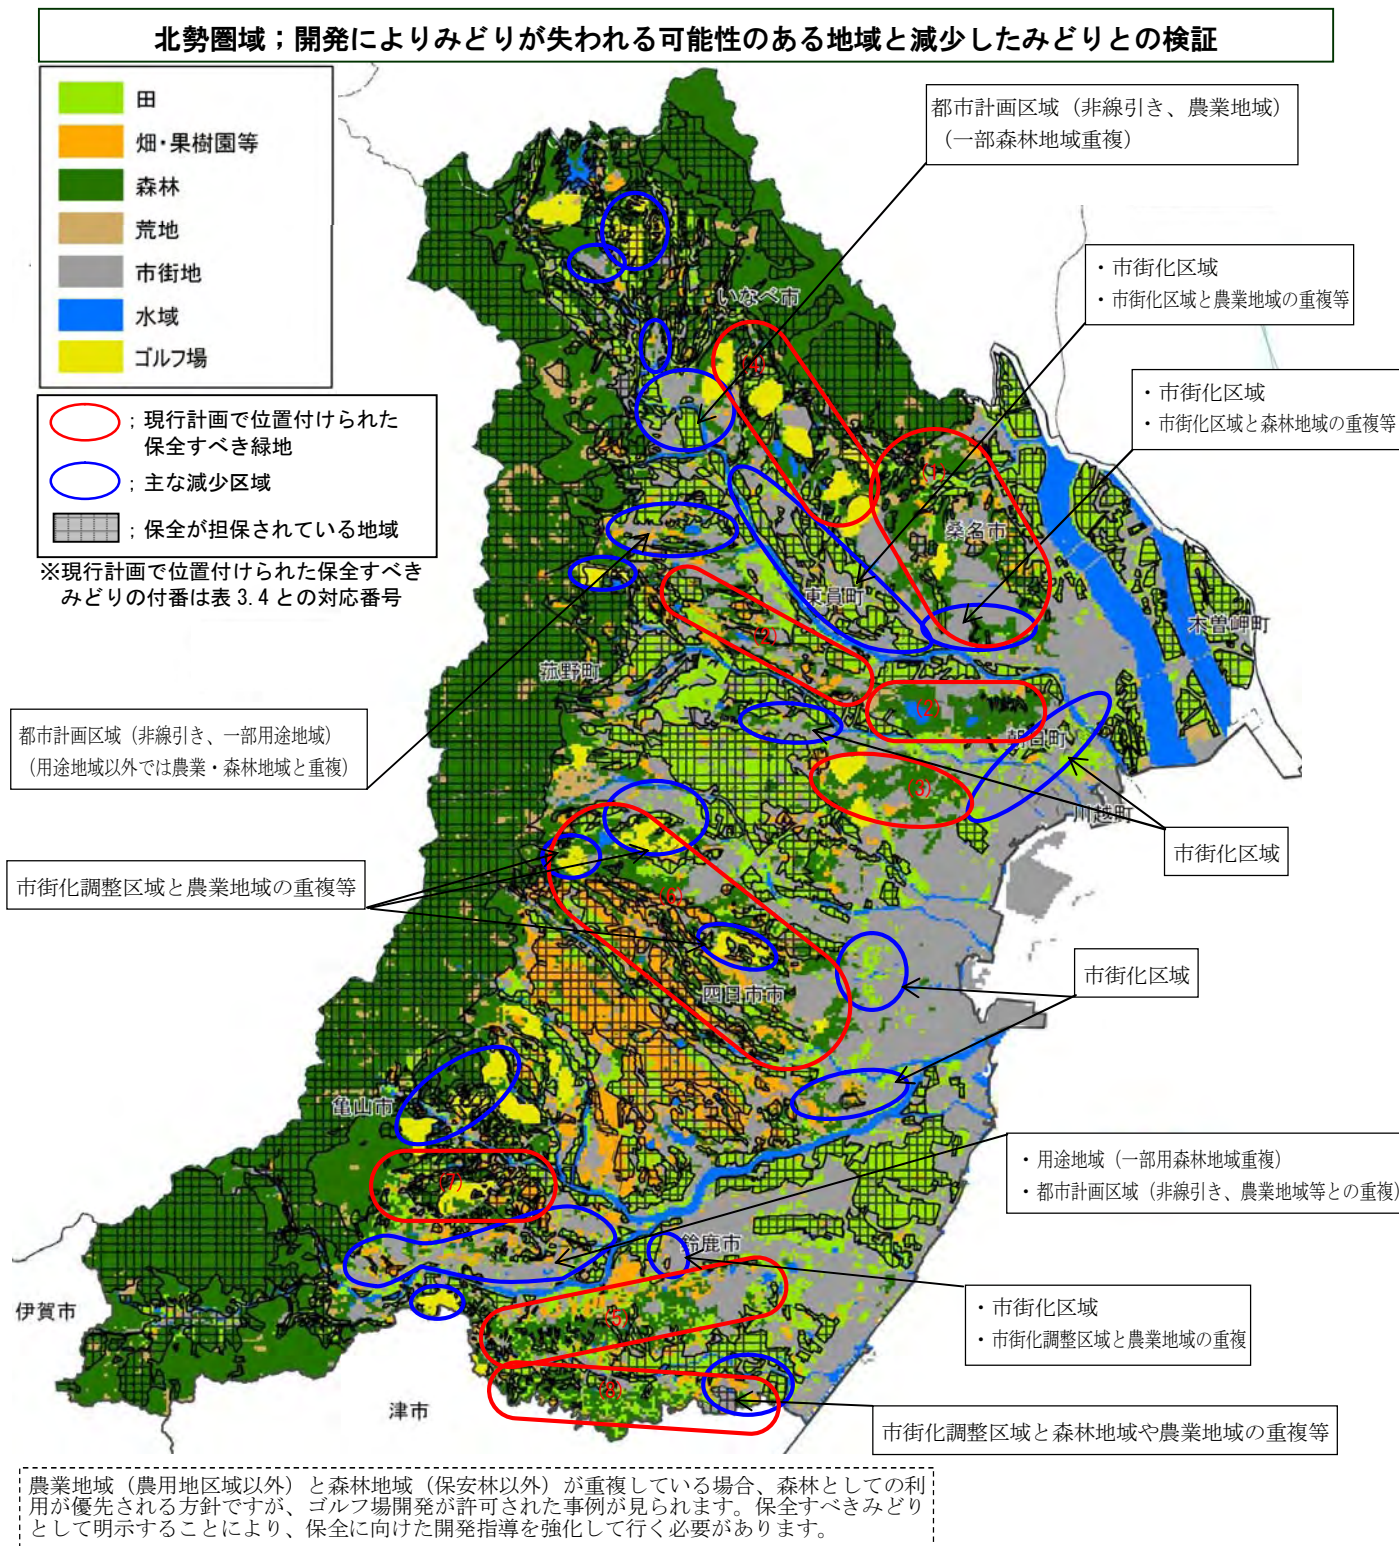 北勢圏域；開発によりみどりが失われる可能性のある地域と減少したみどりとの検証
田
畑・果樹園等
森林
荒地
市街地
水域
ゴルフ場
；現行計画で位置付けられた
保全すべき緑地
；主な減少区域
；保全が担保されている地域
※現行計画で位置付けられた保全すべき
みどりの付番は表 3.4 との対応番号
都市計画区域（非線引き、農業地域）
（一部森林地域重複）
・市街化区域
・市街化区域と農業地域の重複等
・市街化区域
・市街化区域と森林地域の重複等
いなべ市
(4)
(1)
桑名市
東員町
木曽岬町
(2)
菰野町
(2)
朝日町
都市計画区域（非線引き、一部用途地域）
（用途地域以外では農業・森林地域と重複）
(3)
川越町
市街化区域
市街化調整区域と農業地域の重複等
(6)
四日市市
市街化区域
亀山市
・用途地域（一部用森林地域重複）
・都市計画区域（非線引き、農業地域等との重複）
(7)
鈴鹿市
伊賀市
(5)
・市街化区域
・市街化調整区域と農業地域の重複
(8)
津市
市街化調整区域と森林地域や農業地域の重複等
農業地域（農用地区域以外）と森林地域（保安林以外）が重複している場合、森林としての利
用が優先される方針ですが、ゴルフ場開発が許可された事例が見られます。保全すべきみどり
として明示することにより、保全に向けた開発指導を強化して行く必要があります。